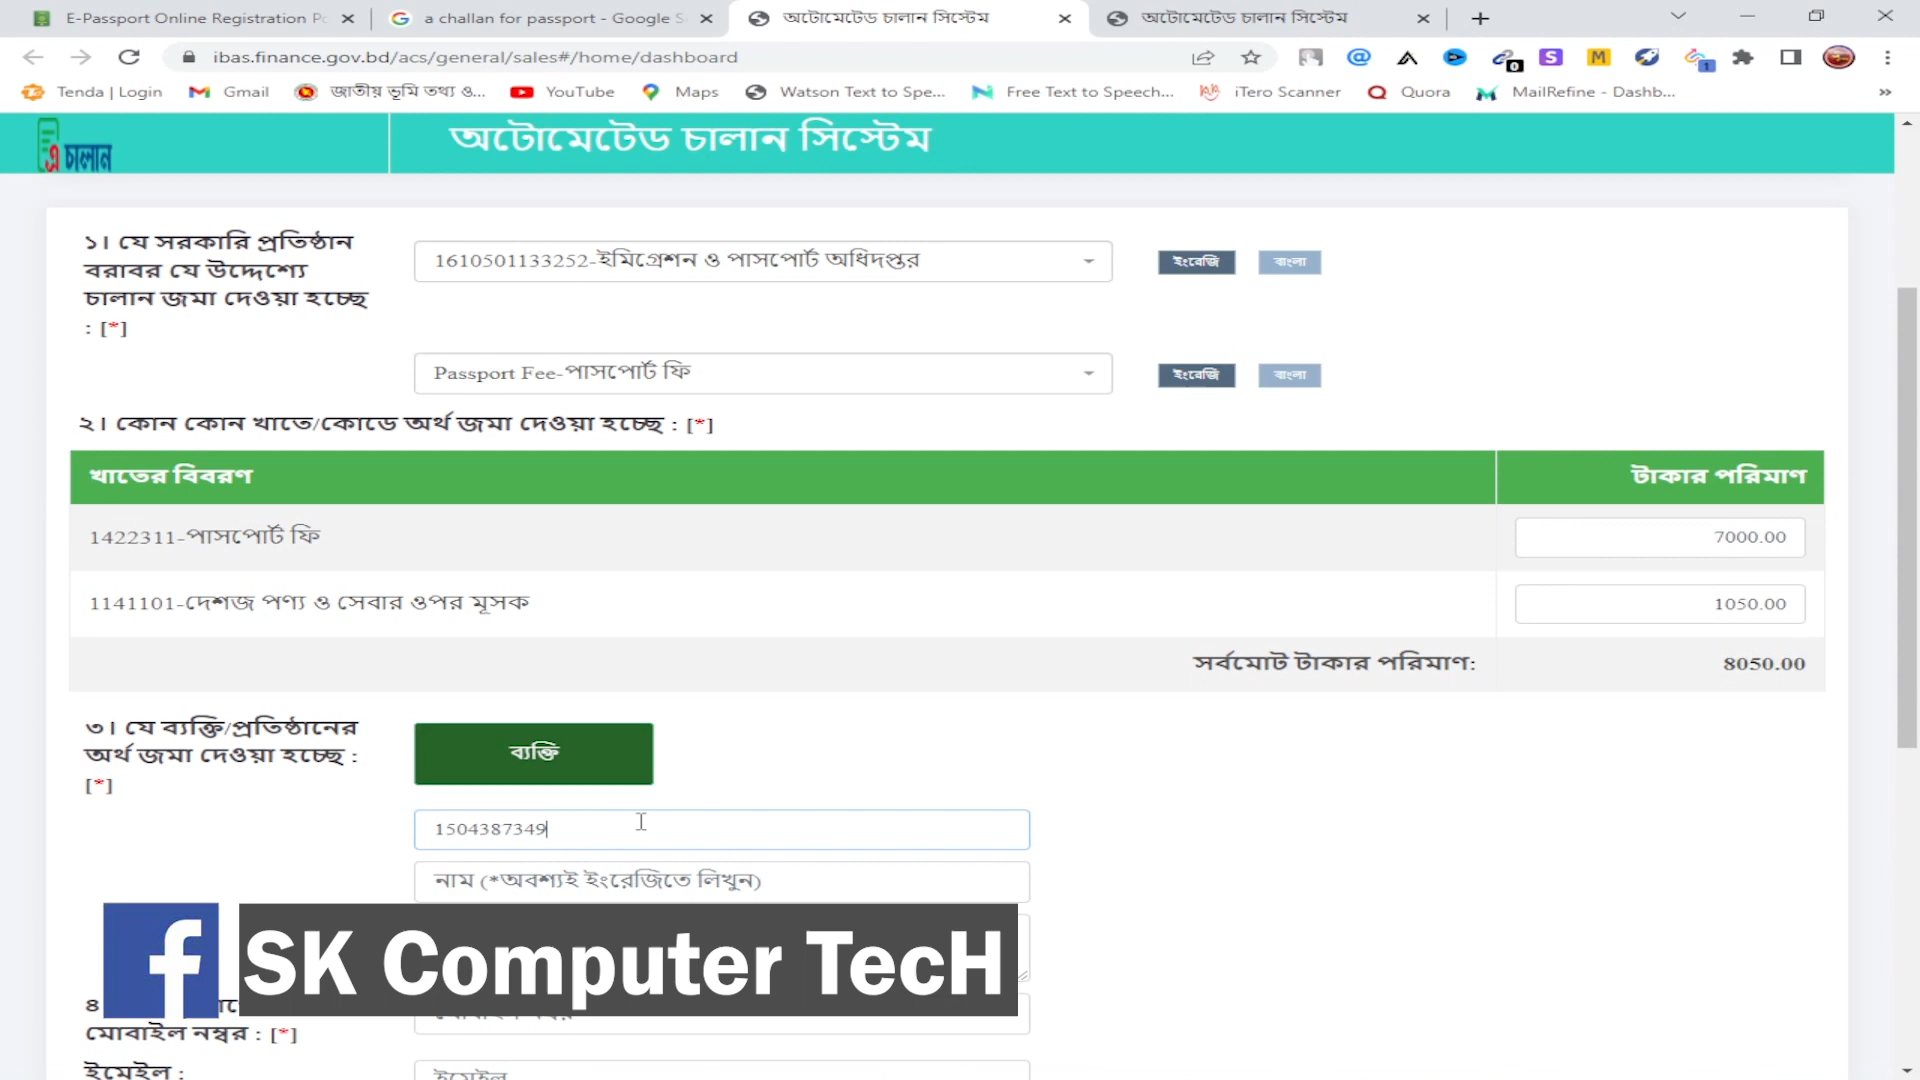 E-Passport Online Registration Po
a challan for passport - Google S
অটোমেটেড চালান সিস্টেম
অটোমেটেড চালান সিস্টেম
ibas.finance.gov.bd/acs/general/sales#/home/dashboard
Tenda | Login
Gmail
জাতীয় ভূমি তথ্য ও...
YouTube
Maps
Watson Text to Spe...
Free Text to Speech...
iTero Scanner
Quora
MailRefine - Dashb...
এ চালান
অটোমেটেড চালান সিস্টেম
১। যে সরকারি প্রতিষ্ঠান
বরাবর যে উদ্দেশ্যে
চালান জমা দেওয়া হচ্ছে
: [*]
1610501133252-ইমিগ্রেশন ও পাসপোর্ট অধিদপ্তর
ইংরেজি
বাংলা
Passport Fee-পাসপোর্ট ফি
ইংরেজি
বাংলা
২। কোন কোন খাতে/কোডে অর্থ জমা দেওয়া হচ্ছে : [*]
খাতের বিবরণ
টাকার পরিমাণ
1422311-পাসপোর্ট ফি
7000.00
1141101-দেশজ পণ্য ও সেবার ওপর মূসক
1050.00
সর্বমোট টাকার পরিমাণ:
8050.00
৩। যে ব্যক্তি/প্রতিষ্ঠানের
অর্থ জমা দেওয়া হচ্ছে :
[*]
ব্যক্তি
1504387349
নাম (*অবশ্যই ইংরেজিতে লিখুন)
SK Computer TecH
৪
মোবাইল নম্বর : [*]
ইমেইল :
ইমেইল